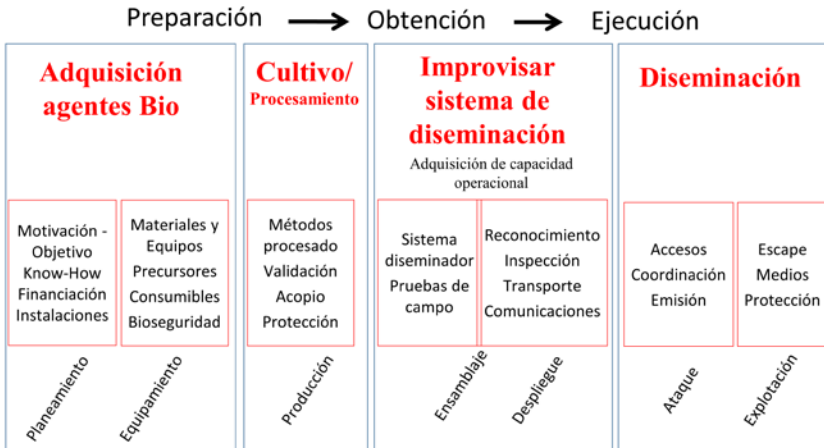 Preparación → Obtención → Ejecución
Adquisición
agentes Bio
Motivación -
Objetivo
Know-How
Financiación
Instalaciones
Planeamiento
Materiales y
Equipos
Precursores
Consumibles
Bioseguridad
Equipamiento
Cultivo/
Procesamiento
Métodos
procesado
Validación
Acopio
Protección
Producción
Improvisar
sistema de
diseminación
Adquisición de capacidad
operacional
Sistema
diseminador
Pruebas de
campo
Ensamblaje
Reconocimiento
Inspección
Transporte
Comunicaciones
Despliegue
Diseminación
Accesos
Coordinación
Emisión
Ataque
Escape
Medios
Protección
Explotación